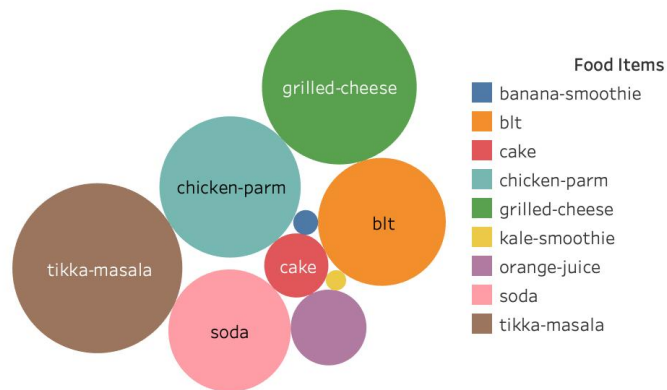 grilled-cheese
chicken-parm
blt
tikka-masala
cake
soda
Food Items
banana-smoothie
blt
cake
chicken-parm
grilled-cheese
kale-smoothie
orange-juice
soda
tikka-masala